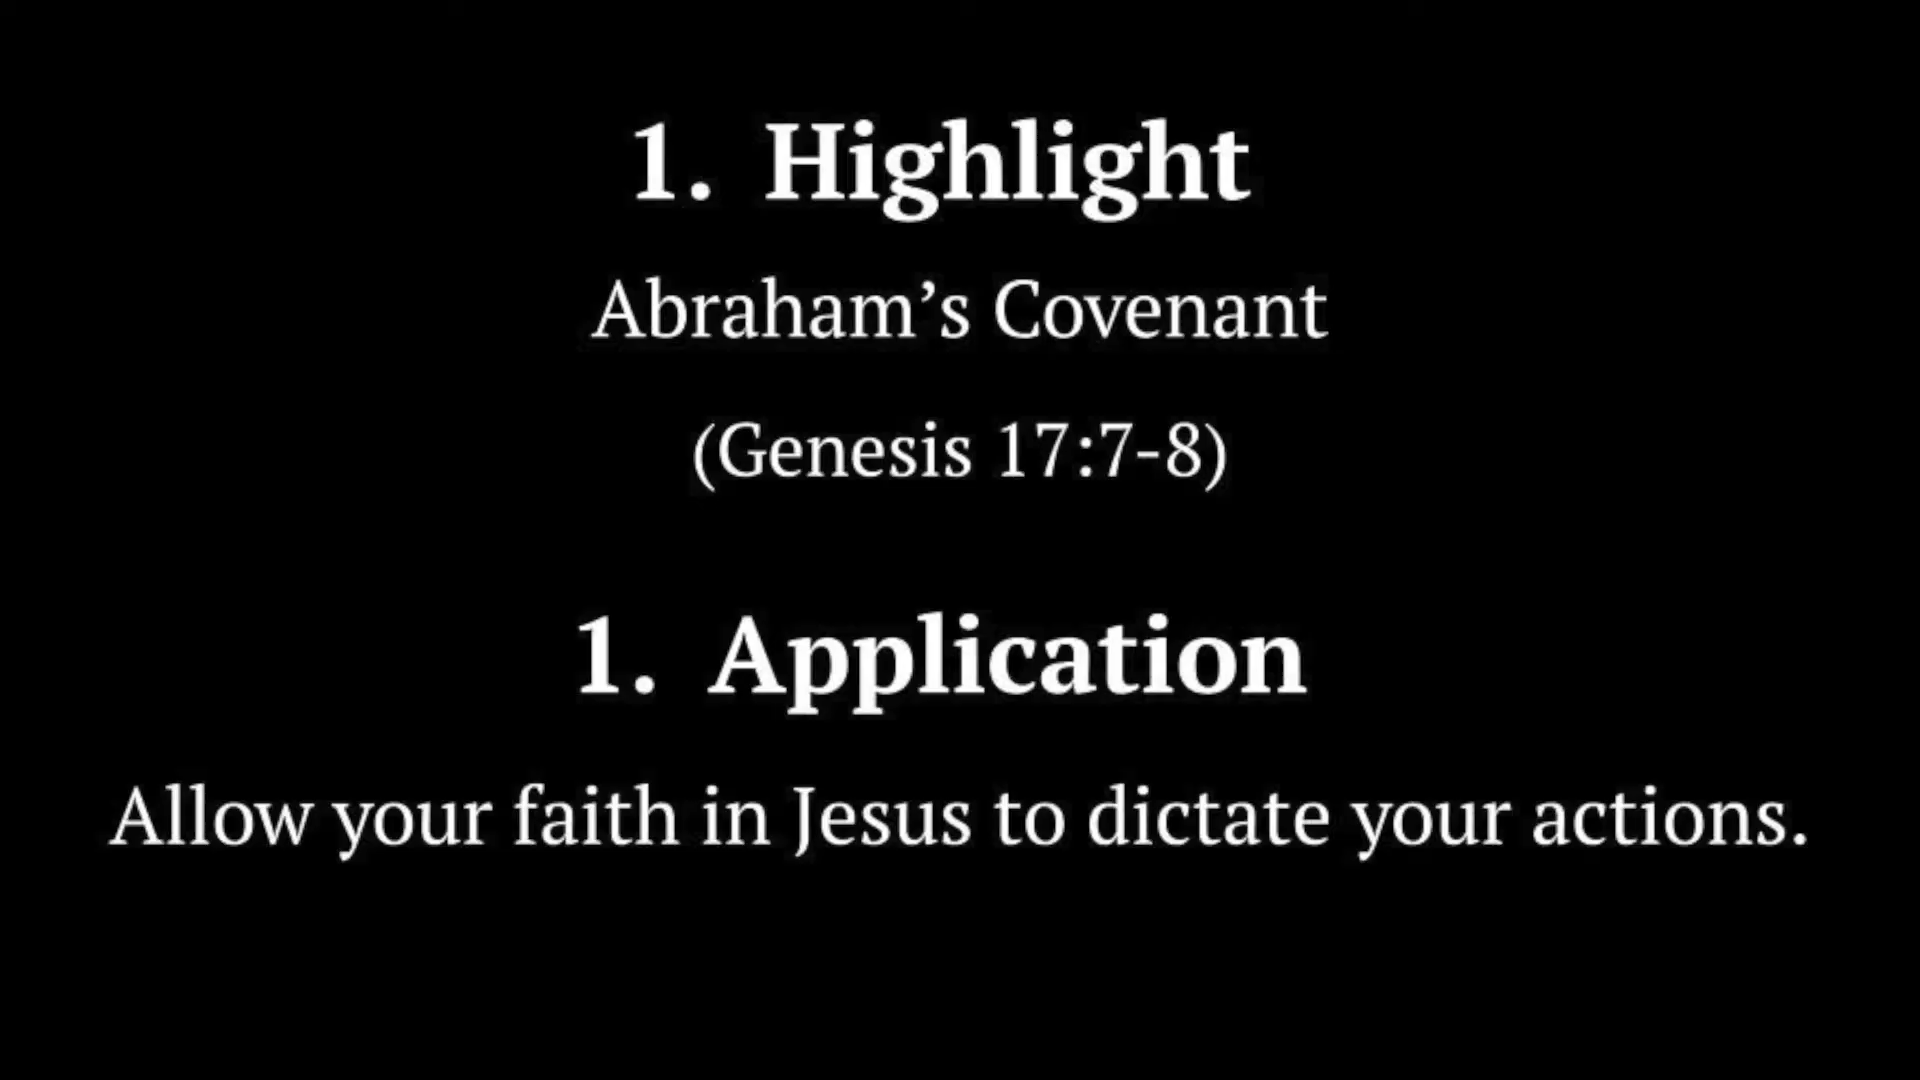 1. Highlight
Abraham’s Covenant
(Genesis 17:7-8)
1. Application
Allow your faith in Jesus to dictate your actions.